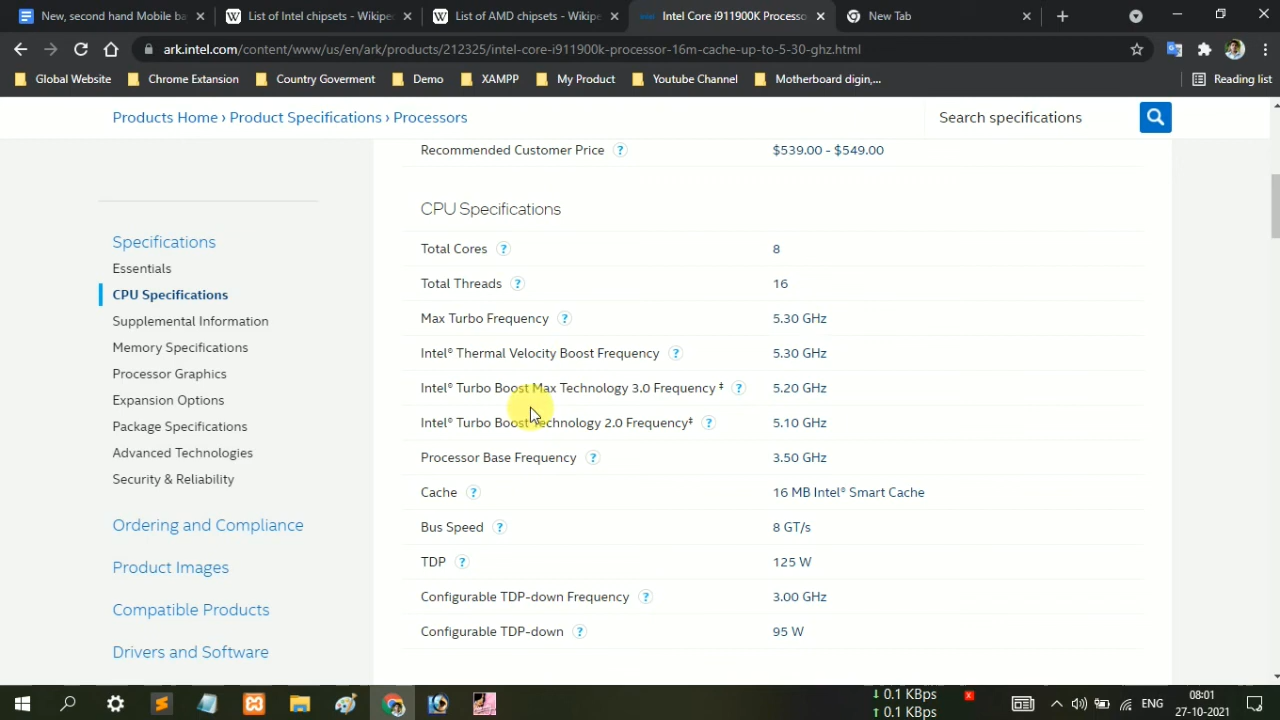 New, second hand Mobile ba
List of Intel chipsets - Wikipe
List of AMD chipsets - Wikipe
Intel Core i911900K Processo
New Tab
ark.intel.com/content/www/us/en/ark/products/212325/intel-core-i911900k-processor-16m-cache-up-to-5-30-ghz.html
Global Website
Chrome Extension
Country Goverment
Demo
XAMPP
My Product
Youtube Channel
Motherboard digin,...
Reading list
Products Home › Product Specifications › Processors
Search specifications
Specifications
Essentials
CPU Specifications
Supplemental Information
Memory Specifications
Processor Graphics
Expansion Options
Package Specifications
Advanced Technologies
Security & Reliability
Ordering and Compliance
Product Images
Compatible Products
Drivers and Software
Recommended Customer Price ? $539.00 - $549.00
CPU Specifications
Total Cores ? 8
Total Threads ? 16
Max Turbo Frequency ? 5.30 GHz
Intel® Thermal Velocity Boost Frequency ? 5.30 GHz
Intel® Turbo Boost Max Technology 3.0 Frequency ‡ ? 5.20 GHz
Intel® Turbo Boost Technology 2.0 Frequency‡ ? 5.10 GHz
Processor Base Frequency ? 3.50 GHz
Cache ? 16 MB Intel® Smart Cache
Bus Speed ? 8 GT/s
TDP ? 125 W
Configurable TDP-down Frequency ? 3.00 GHz
Configurable TDP-down ? 95 W
↓ 0.1 KBps
↑ 0.1 KBps
ENG
08:01
27-10-2021